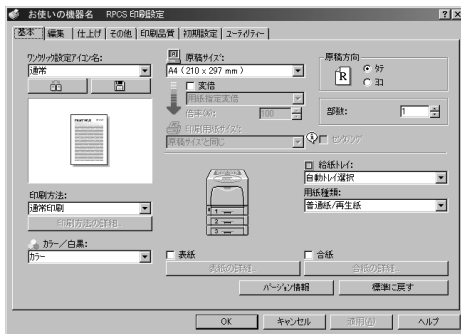 お使いの機器名 RPCS 印刷設定
基本 編集 仕上げ その他 印刷品質 初期設定 ユーティリティー
ワンクリック設定アイコン名:
通常
印刷方法:
通常印刷
印刷方法の詳細
カラー／白黒:
カラー
原稿サイズ:
A4 (210 x 297 mm)
変倍
用紙指定変倍
倍率(%): 100
印刷用紙サイズ:
原稿サイズと同じ
原稿方向
R
タテ
ヨコ
部数: 1
センタリング
給紙トレイ:
自動トレイ選択
用紙種類:
普通紙/再生紙
1
2
3
表紙
表紙の詳細...
合紙
合紙の詳細...
バージョン情報
標準に戻す
OK
キャンセル
適用(A)
ヘルプ